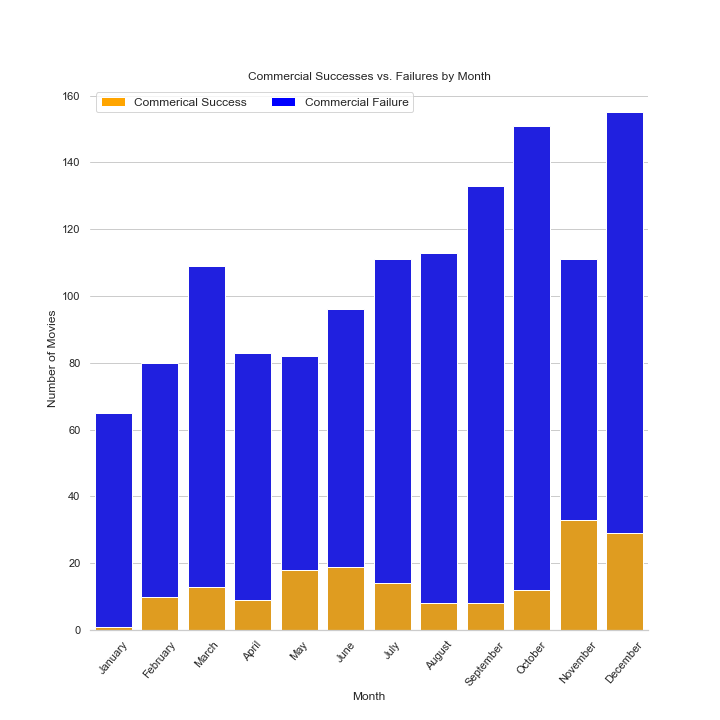 Commercial Successes vs. Failures by Month
Commerical Success
Commercial Failure
160
140
120
100
80
60
40
20
0
Number of Movies
January
February
March
April
May
June
July
August
September
October
November
December
Month